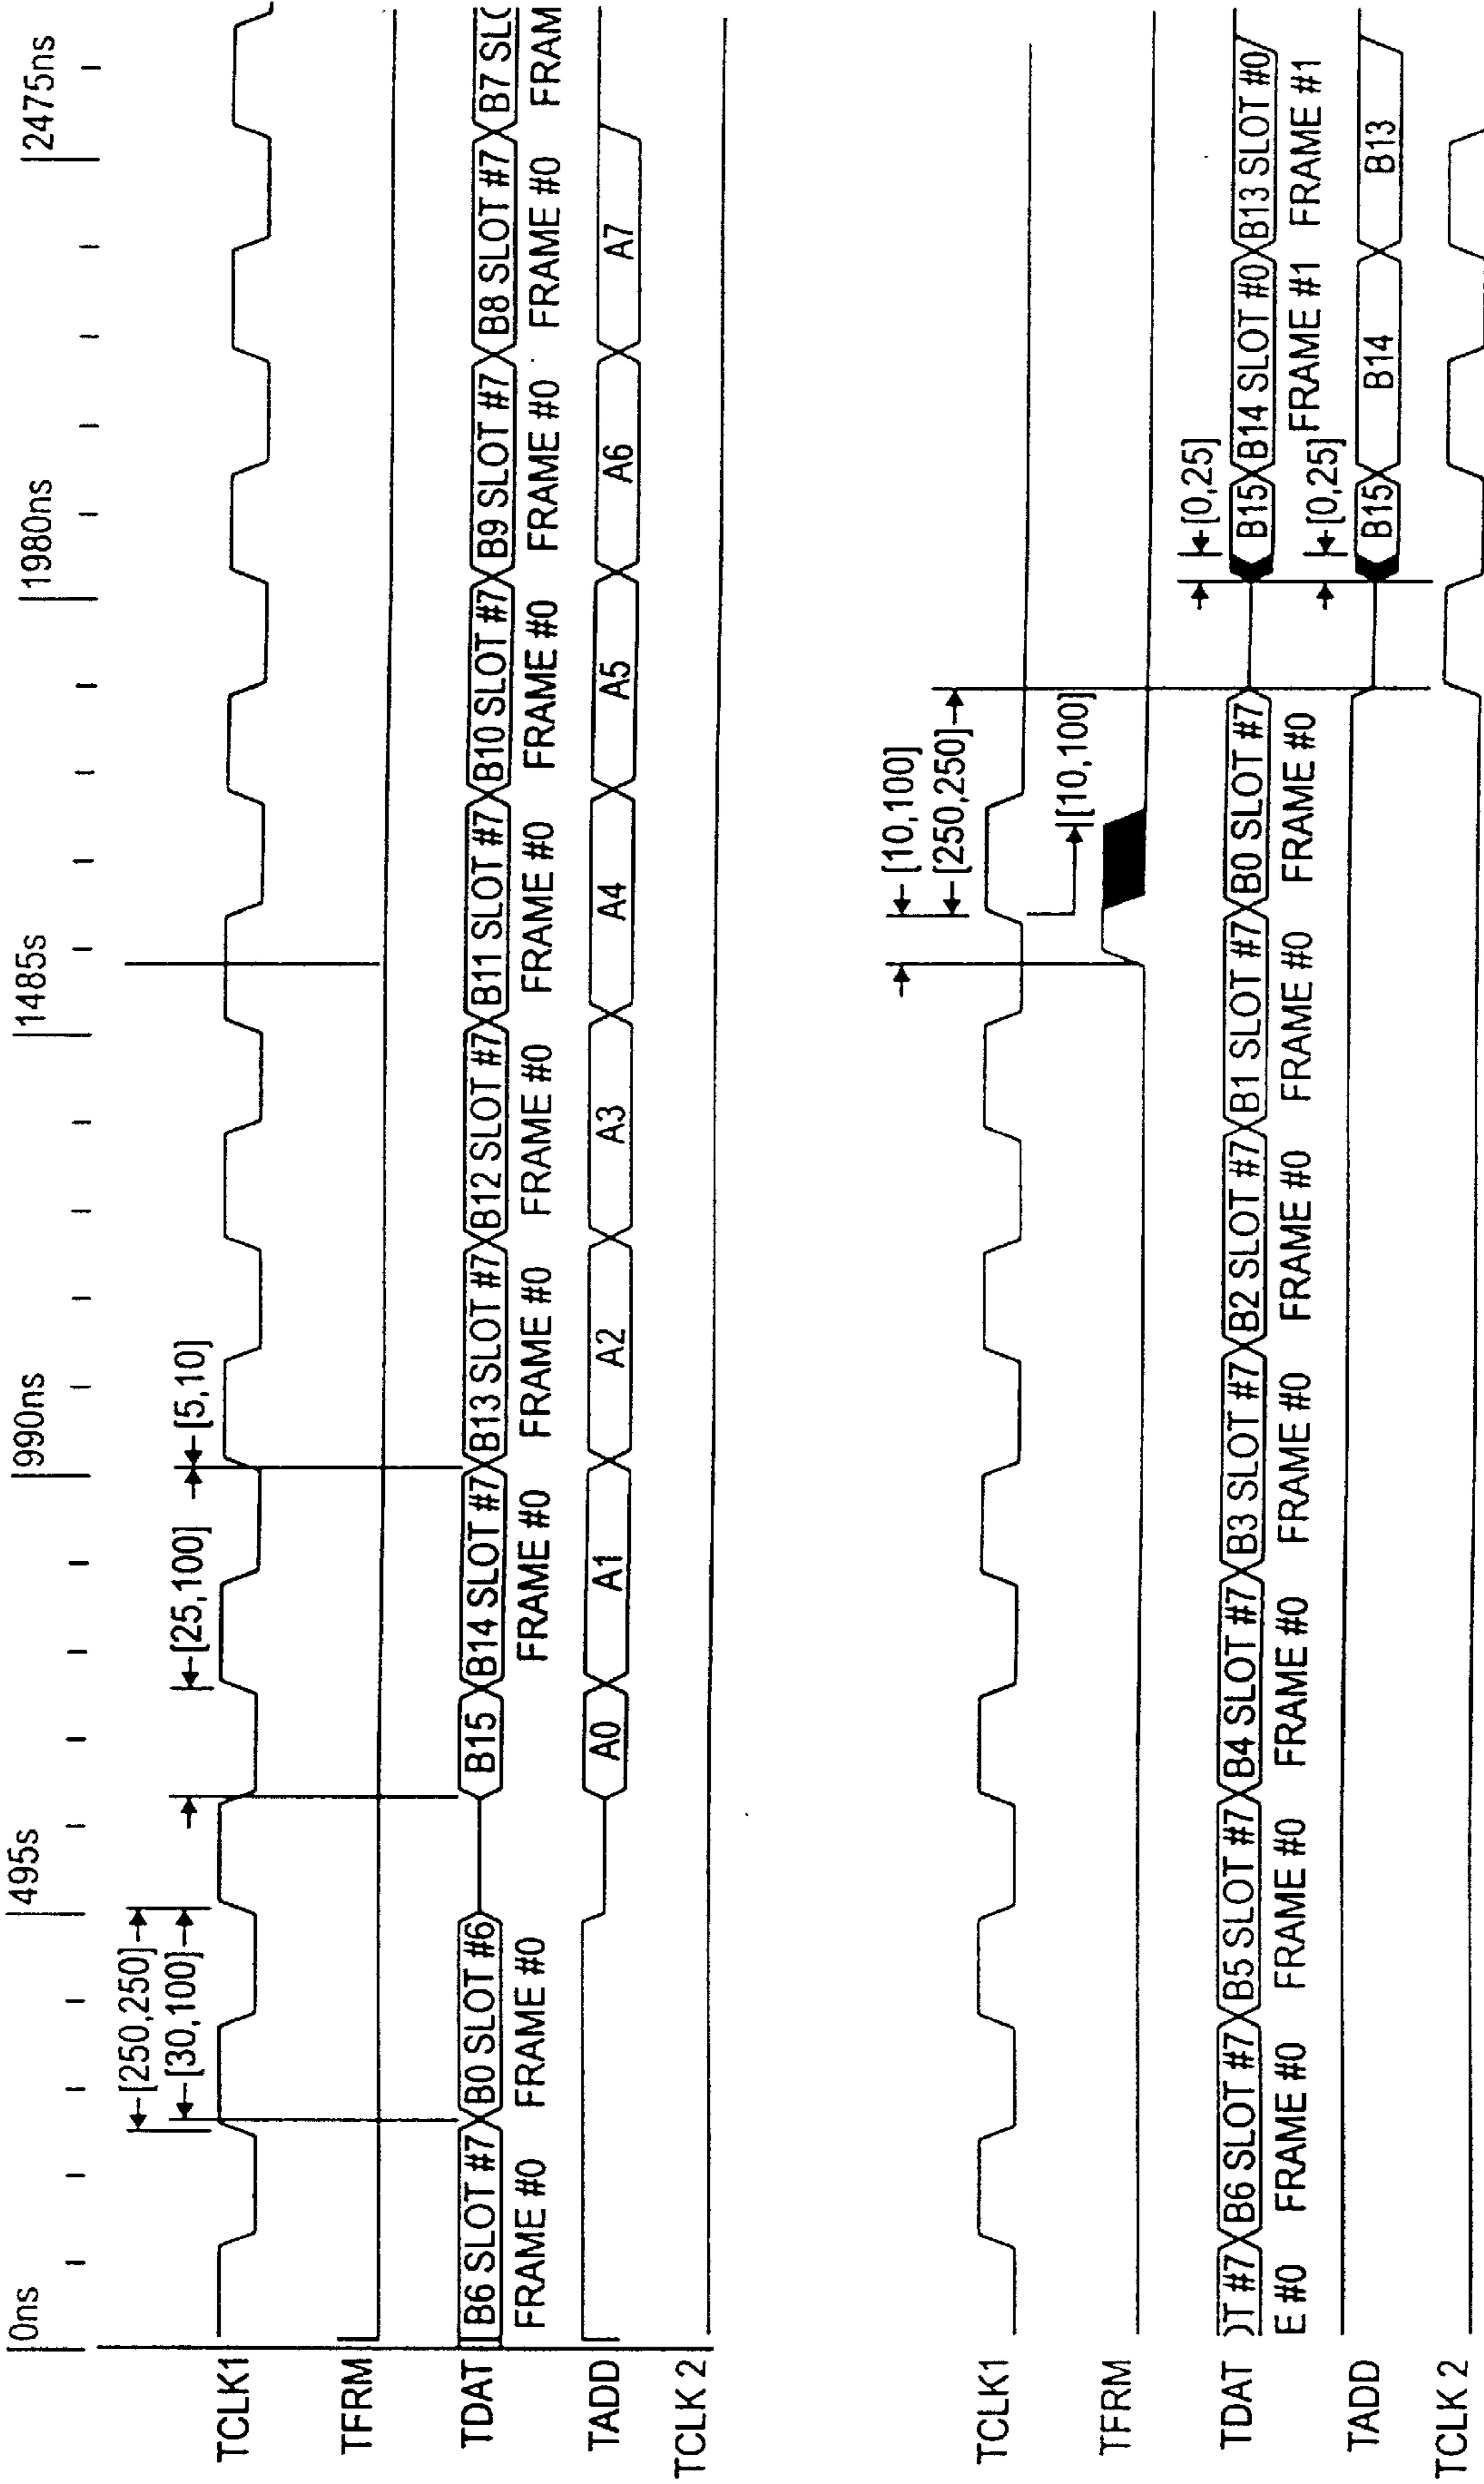 0ns 495s 990ns 1485s 1980ns 2475ns
[250,250]
[30,100] [25,100] [5,10]
TCLK1
TFRM
TDAT B6 SLOT #7 B0 SLOT #6 B15 B14 SLOT #7 B13 SLOT #7 B12 SLOT #7 B11 SLOT #7 B10 SLOT #7 B9 SLOT #7 B8 SLOT #7 B7 SLO
FRAME #0 FRAME #0 FRAME #0 FRAME #0 FRAME #0 FRAME #0 FRAME #0 FRAME #0 FRAME #0 FRAM
TADD A0 A1 A2 A3 A4 A5 A6 A7
TCLK 2
[10,100]
[250,250]
TCLK1
[10,100]
TFRM
[0,25]
TDAT OT #7 B6 SLOT #7 B5 SLOT #7 B4 SLOT #7 B3 SLOT #7 B2 SLOT #7 B1 SLOT #7 B0 SLOT #7 B15 B14 SLOT #0 B13 SLOT #0
E #0 FRAME #0 FRAME #0 FRAME #0 FRAME #0 FRAME #0 FRAME #0 FRAME #0 FRAME #1 FRAME #1
[0,25]
TADD B15 B14 B13
TCLK 2